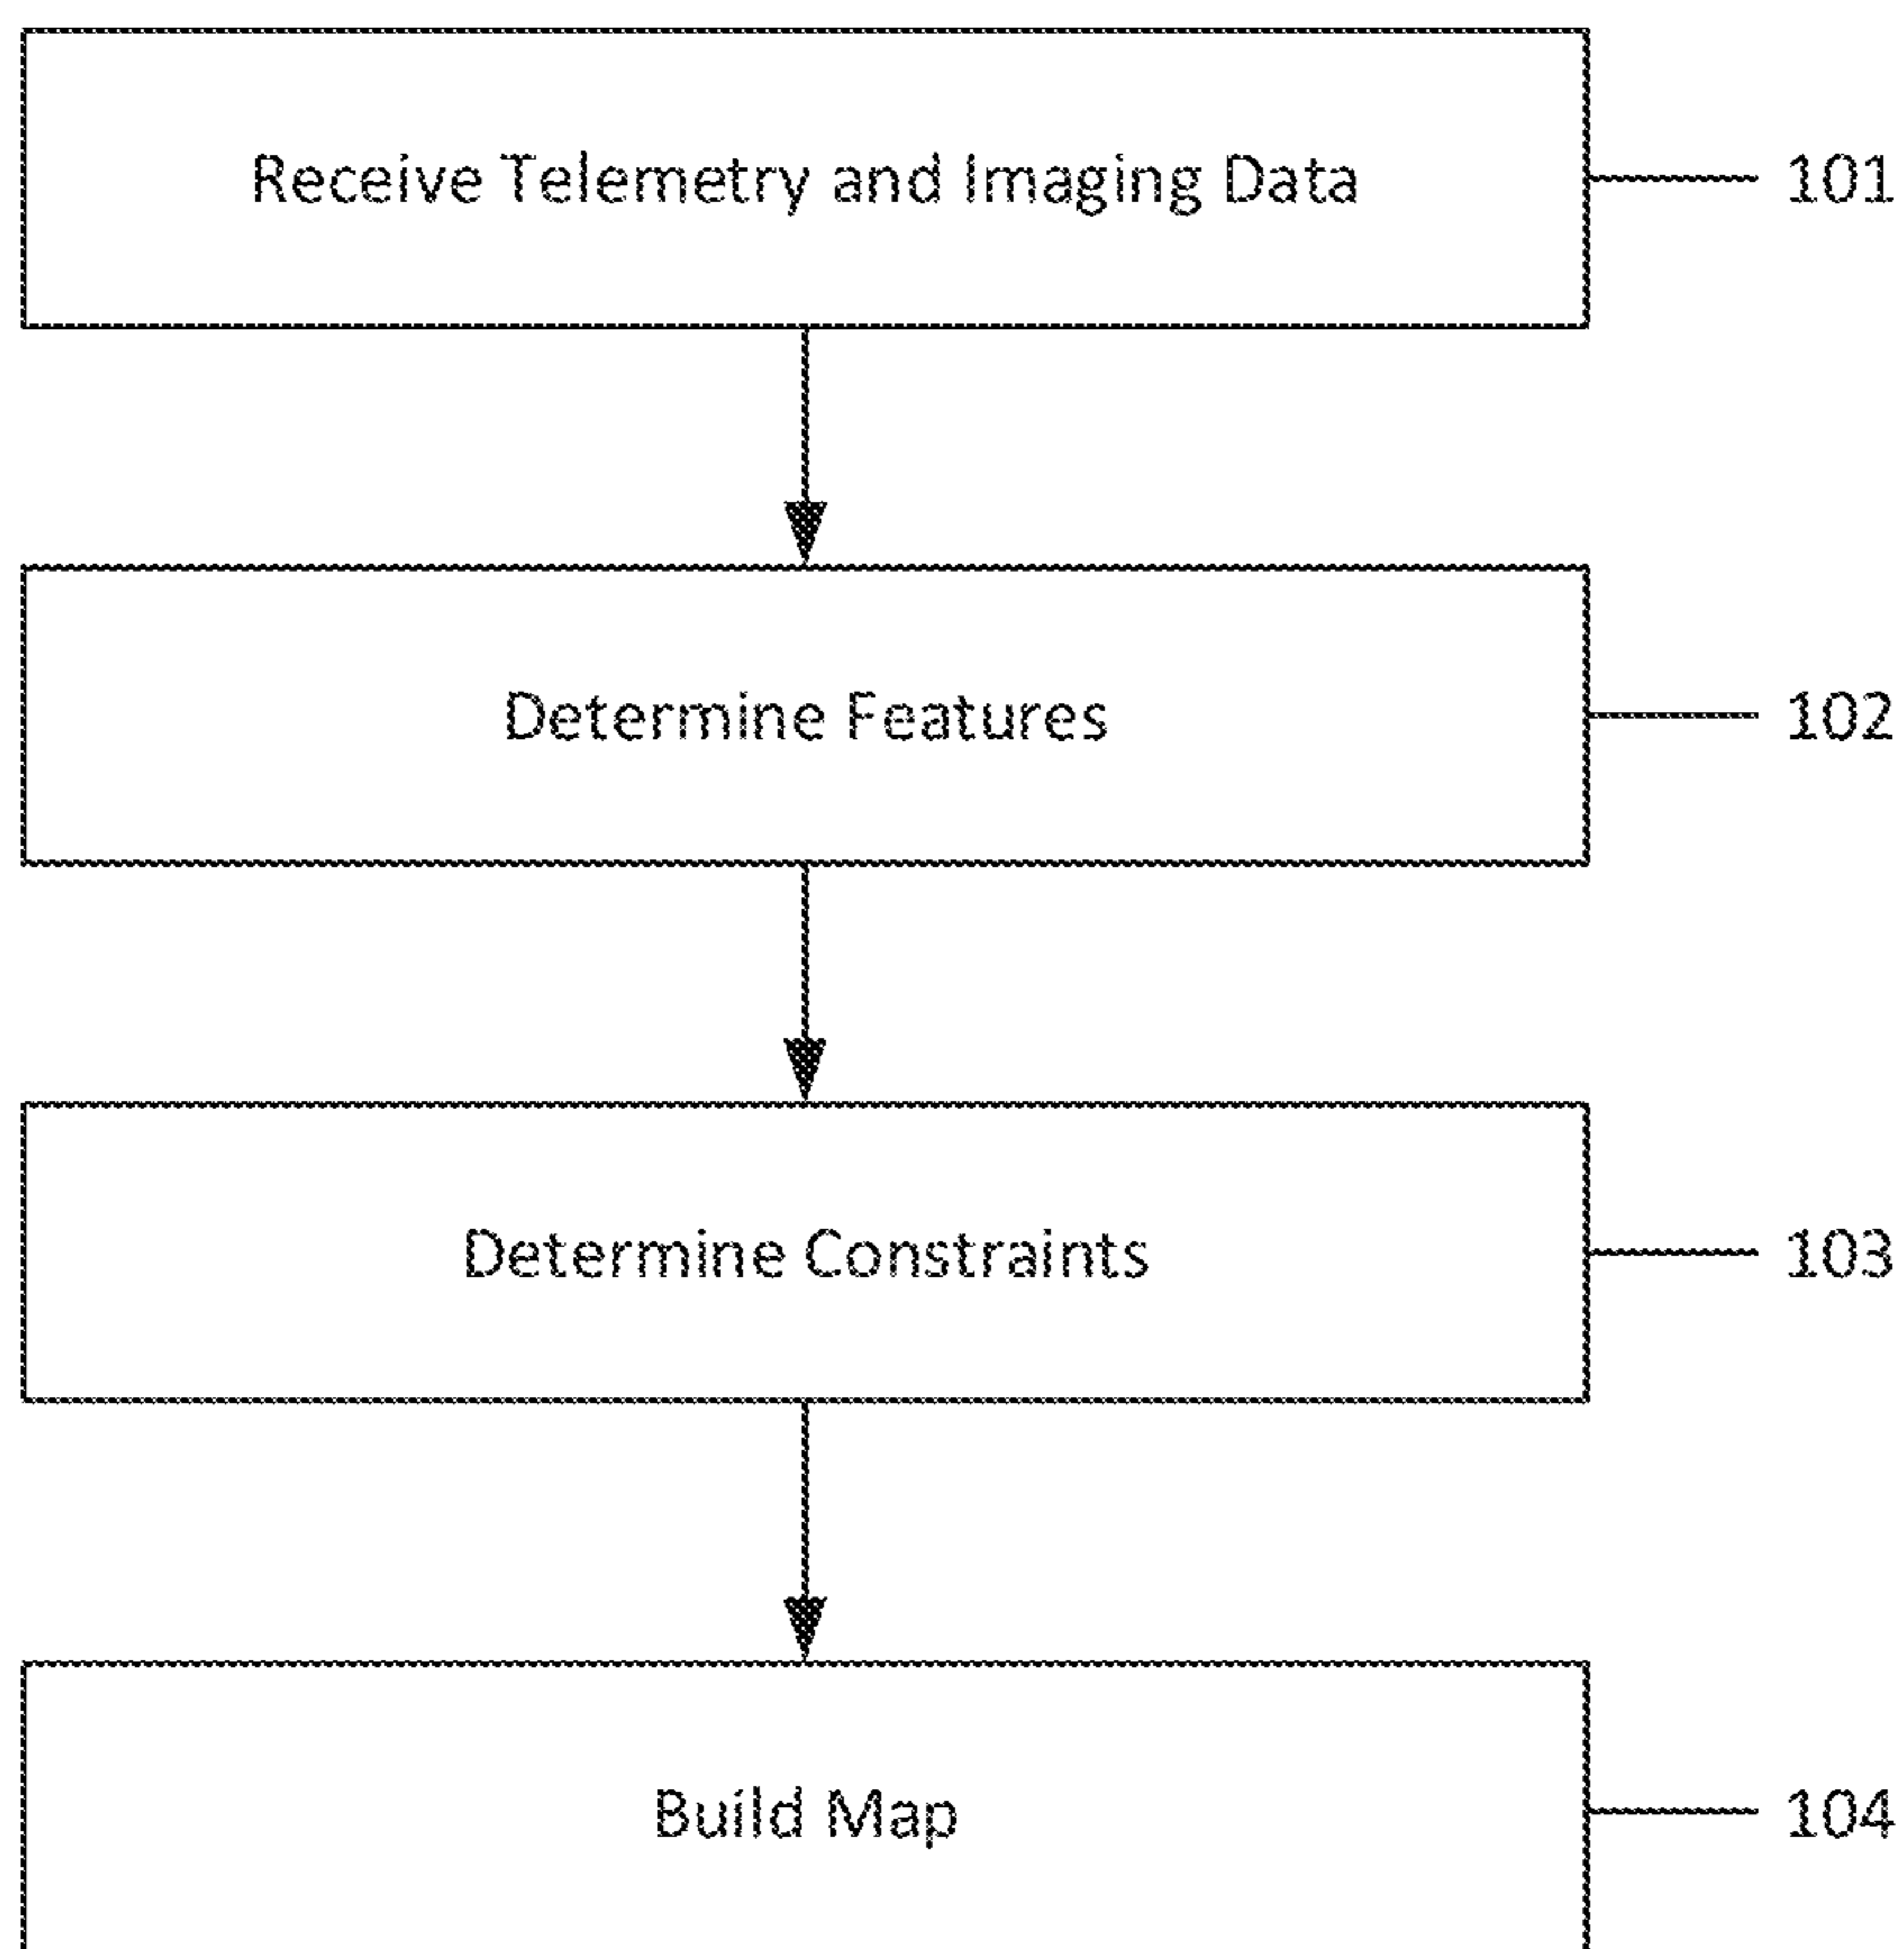 Receive Telemetry and Imaging Data 101
Determine Features 102
Determine Constraints 103
Build Map 104